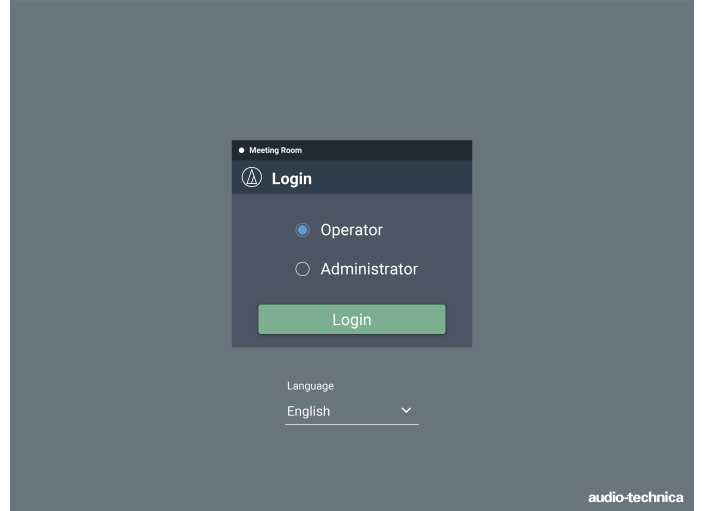 Meeting Room
Login
Operator
Administrator
Login
Language
English
audio-technica